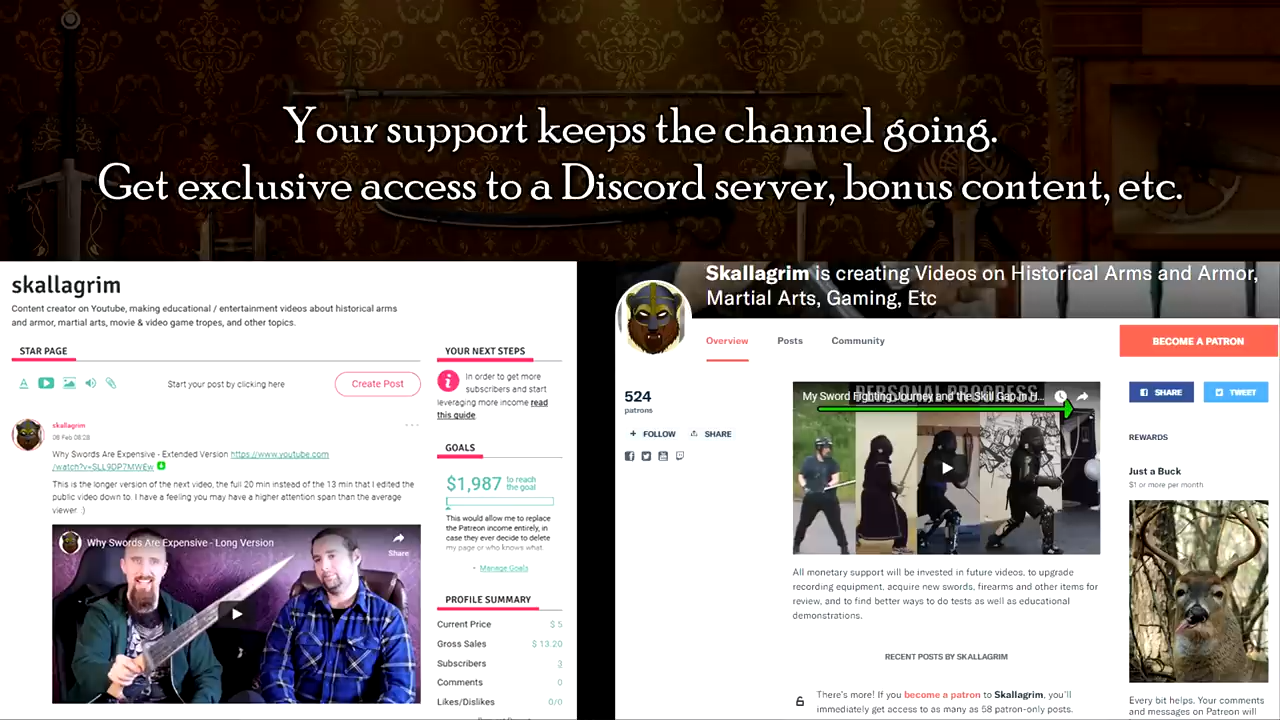 Your support keeps the channel going.
Get exclusive access to a Discord server, bonus content, etc.
skallagrim
Content creator on Youtube, making educational / entertainment videos about historical arms
and armor, martial arts, movie & video game tropes, and other topics.
STAR PAGE
Start your post by clicking here
Create Post
skallagrim
08 Feb 08:28
Why Swords Are Expensive - Extended Version https://www.youtube.com
/watch?v=SLL9DP7MWEw
This is the longer version of the next video, the full 20 min instead of the 13 min that I edited the
public video down to. I have a feeling you may have a higher attention span than the average
viewer :)
Why Swords Are Expensive - Long Version
Share
YOUR NEXT STEPS
In order to get more
subscribers and start
leveraging more income read
this guide
GOALS
$1,987 to reach
the goal
This would allow me to replace
the Patreon income entirely, in
case they ever decide to delete
my page or who knows what.
• Manage Goals
PROFILE SUMMARY
Current Price $ 5
Gross Sales $ 13.20
Subscribers 3
Comments 0
Likes/Dislikes 0/0
Skallagrim is creating Videos on Historical Arms and Armor,
Martial Arts, Gaming, Etc
Overview Posts Community
BECOME A PATRON
524
patrons
FOLLOW SHARE
PERSONAL PROGRESS
My Sword Fighting Journey and the Skill Gap in H...
All monetary support will be invested in future videos, to upgrade
recording equipment, acquire new swords, firearms and other items for
review, and to find better ways to do tests as well as educational
demonstrations.
RECENT POSTS BY SKALLAGRIM
There's more! If you become a patron to Skallagrim, you'll
immediately get access to as many as 58 patron-only posts.
SHARE TWEET
REWARDS
Just a Buck
$1 or more per month
Every bit helps. Your comments
and messages on Patreon will